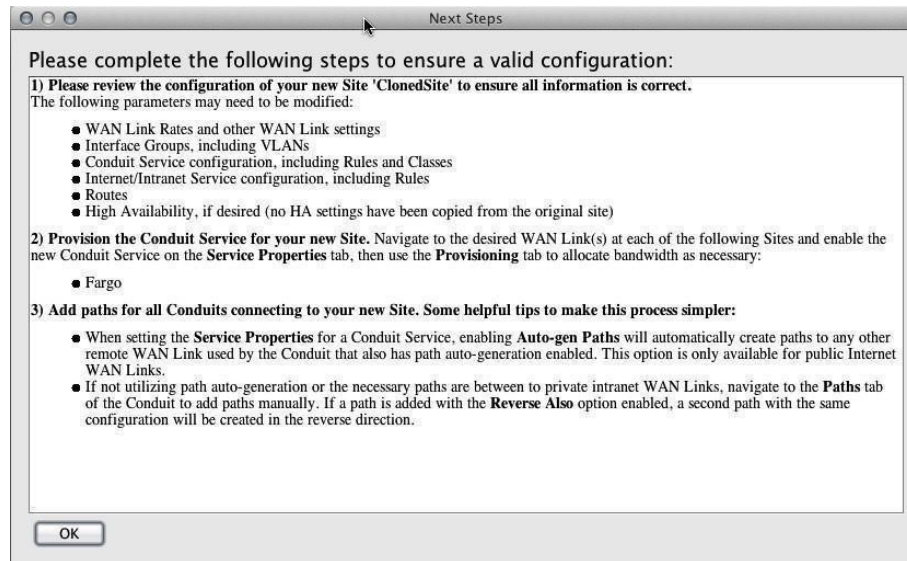 Next Steps
Please complete the following steps to ensure a valid configuration:
1) Please review the configuration of your new Site 'ClonedSite' to ensure all information is correct.
The following parameters may need to be modified:
● WAN Link Rates and other WAN Link settings
● Interface Groups, including VLANs
● Conduit Service configuration, including Rules and Classes
● Internet/Intranet Service configuration, including Rules
● Routes
● High Availability, if desired (no HA settings have been copied from the original site)
2) Provision the Conduit Service for your new Site. Navigate to the desired WAN Link(s) at each of the following Sites and enable the
new Conduit Service on the Service Properties tab, then use the Provisioning tab to allocate bandwidth as necessary:
● Fargo
3) Add paths for all Conduits connecting to your new Site. Some helpful tips to make this process simpler:
● When setting the Service Properties for a Conduit Service, enabling Auto-gen Paths will automatically create paths to any other
remote WAN Link used by the Conduit that also has path auto-generation enabled. This option is only available for public Internet
WAN Links.
● If not utilizing path auto-generation or the necessary paths are between to private intranet WAN Links, navigate to the Paths tab
of the Conduit to add paths manually. If a path is added with the Reverse Also option enabled, a second path with the same
configuration will be created in the reverse direction.
OK